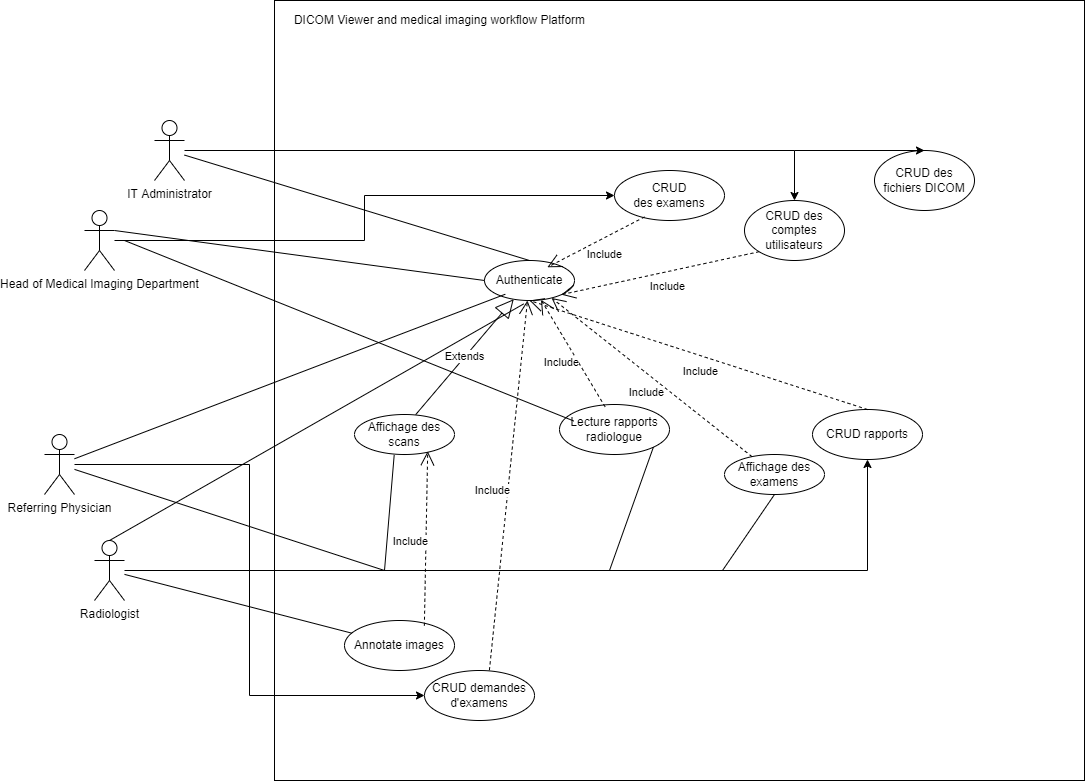 DICOM Viewer and medical imaging workflow Platform
IT Administrator
CRUD des
fichiers DICOM
CRUD
des examens
CRUD des
comptes
utilisateurs
Head of Medical Imaging Department
Include
Authenticate
Include
Extends
Include
Include
Include
Affichage des
scans
Lecture rapports
radiologue
CRUD rapports
Affichage des
examens
Include
Referring Physician
Include
Radiologist
Annotate images
CRUD demandes
d'examens